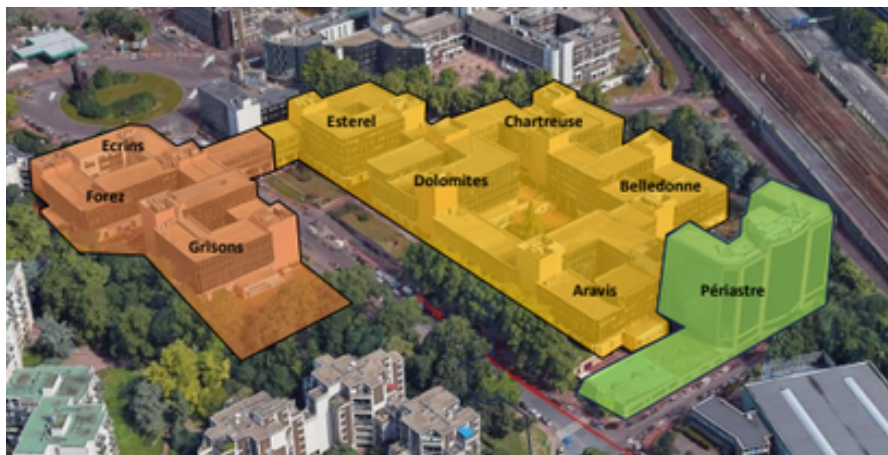 Esterel
Chartreuse
Ecrins
Dolomites
Belledonne
Forez
Grisons
Aravis
Périastre